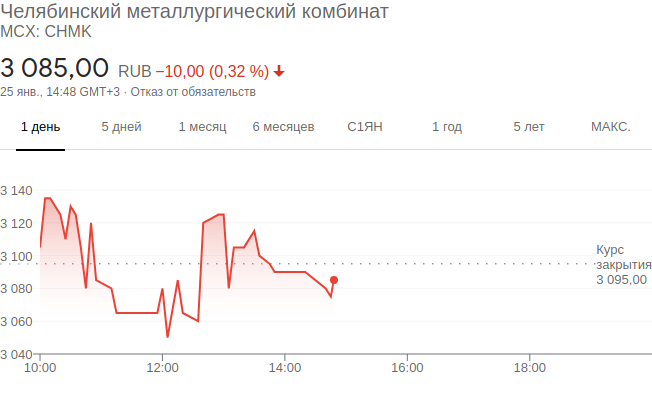 Челябинский металлургический комбинат
MCX: CHMK
3 085,00 RUB −10,00 (0,32 %)
25 янв., 14:48 GMT+3 · Отказ от обязательств
1 день 5 дней 1 месяц 6 месяцев С1ЯН 1 год 5 лет МАКС.
3 140
3 120
3 100
3 080
3 060
3 040
Курс
закрытия
3 095,00
10:00 12:00 14:00 16:00 18:00